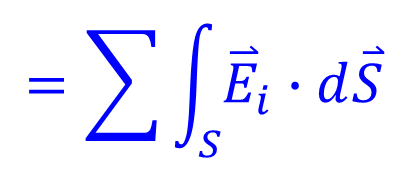 = ∑ ∫_S E⃗_i · dS⃗